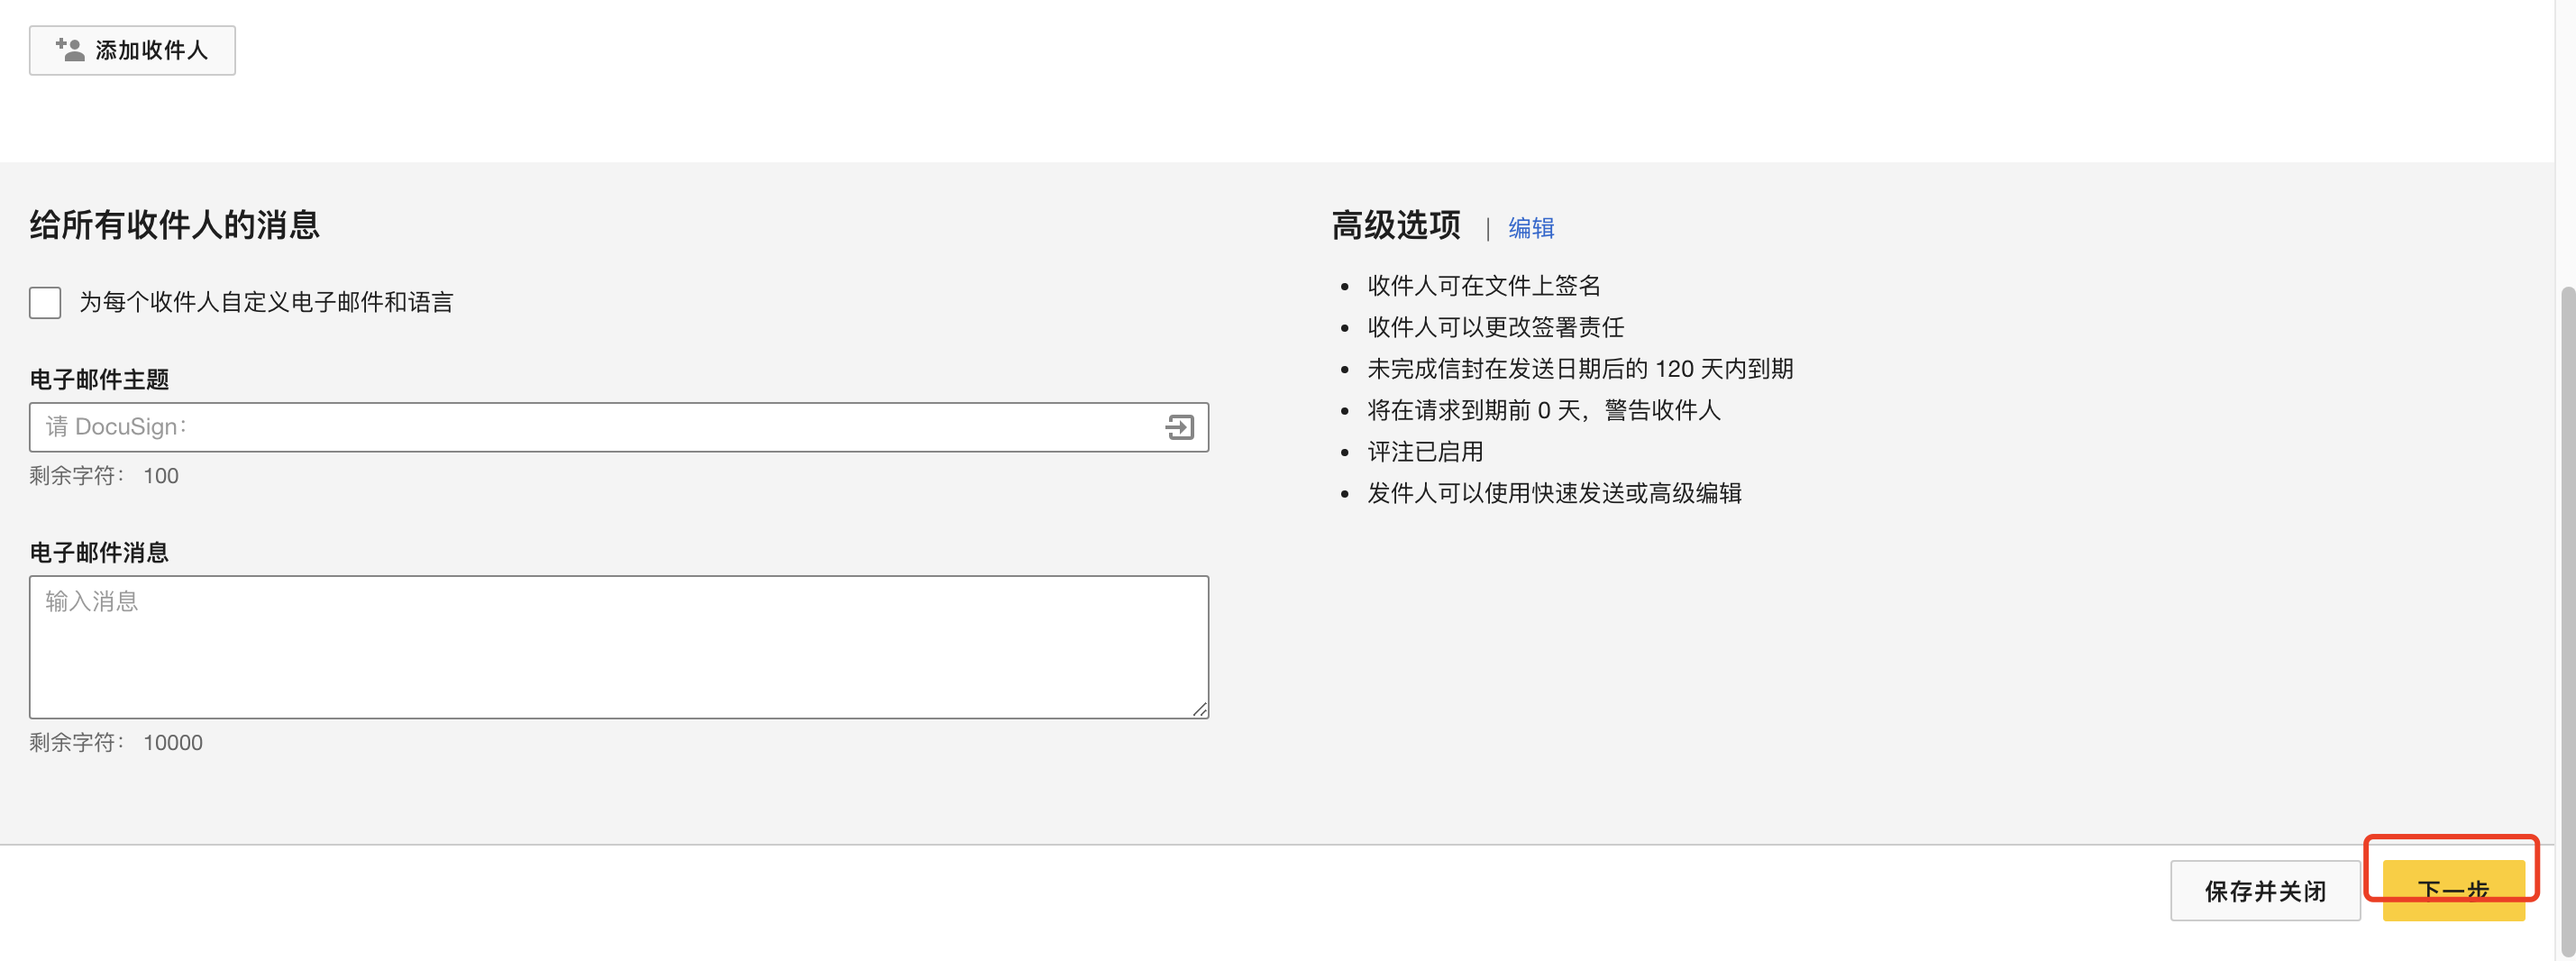 添加收件人
给所有收件人的消息
为每个收件人自定义电子邮件和语言
电子邮件主题
请 DocuSign：
剩余字符： 100
电子邮件消息
输入消息
剩余字符： 10000
高级选项 | 编辑
• 收件人可在文件上签名
• 收件人可以更改签署责任
• 未完成信封在发送日期后的 120 天内到期
• 将在请求到期前 0 天，警告收件人
• 评注已启用
• 发件人可以使用快速发送或高级编辑
保存并关闭
下一步